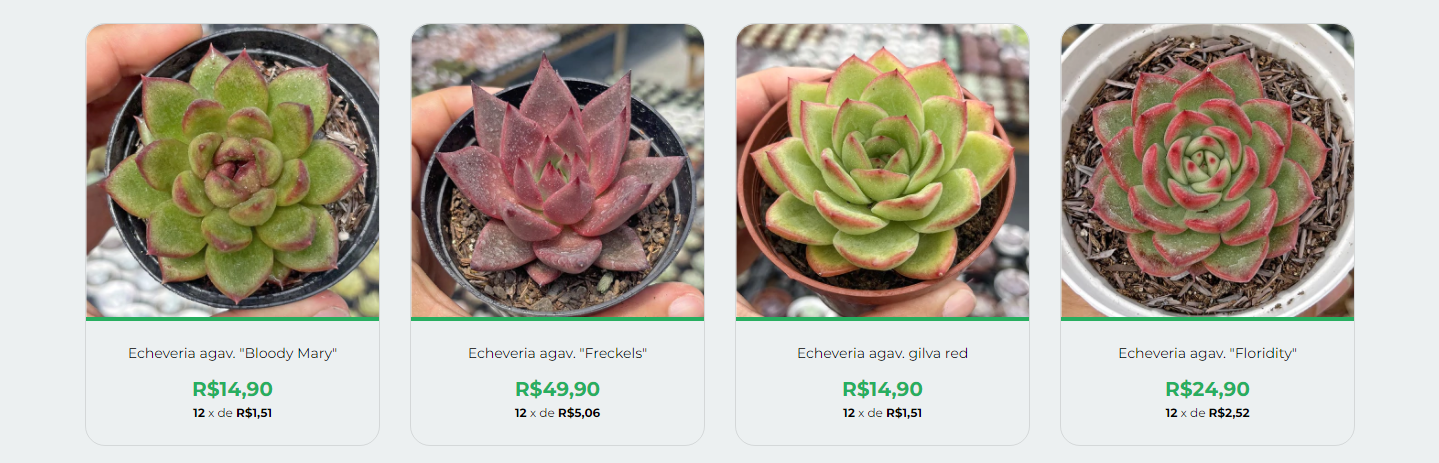 Echeveria agav. "Bloody Mary"
R$14,90
12 x de R$1,51
Echeveria agav. "Freckels"
R$49,90
12 x de R$5,06
Echeveria agav. gilva red
R$14,90
12 x de R$1,51
Echeveria agav. "Floridity"
R$24,90
12 x de R$2,52